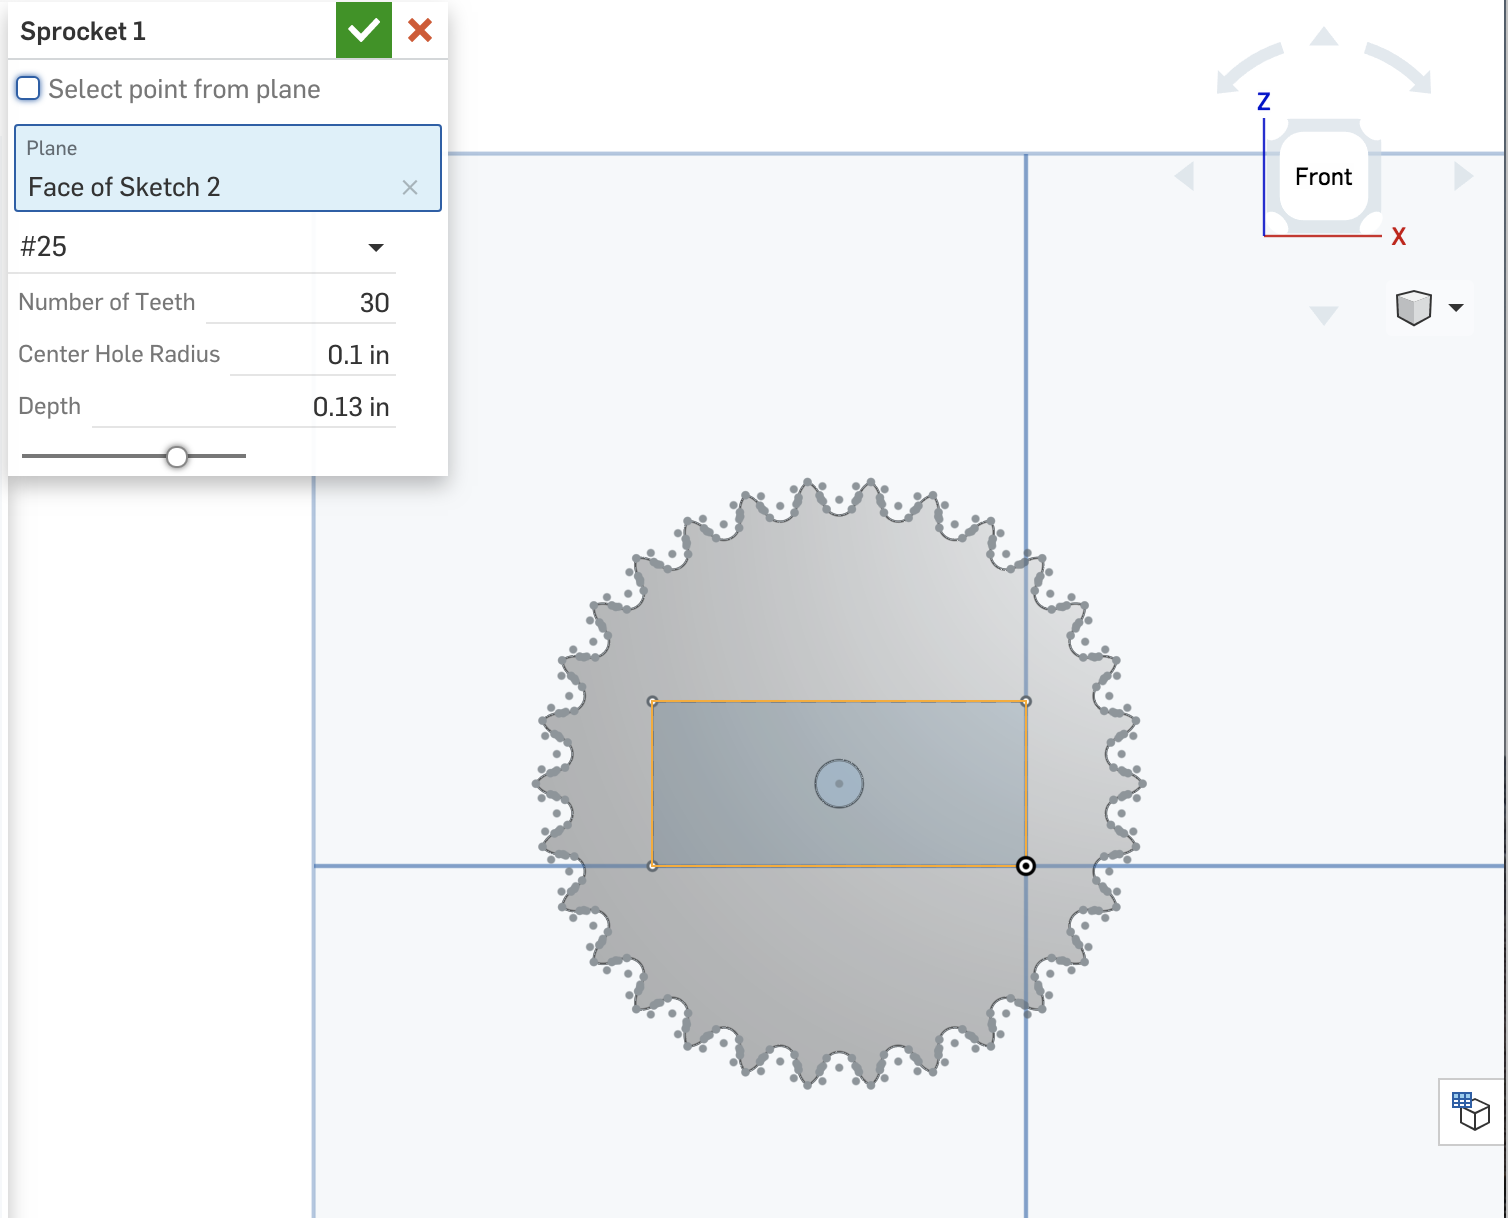 Sprocket 1
Select point from plane
Plane
Face of Sketch 2
#25
Number of Teeth 30
Center Hole Radius 0.1 in
Depth 0.13 in
Z
Front
X